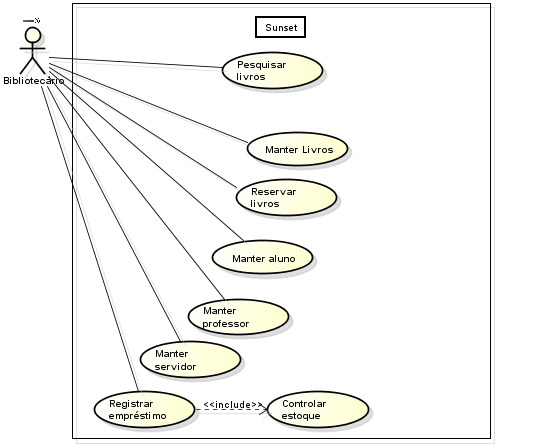 Sunset
Bibliotecário
Pesquisar
livros
Manter Livros
Reservar
livros
Manter aluno
Manter
professor
Manter
servidor
Registrar
empréstimo
<<include>>
Controlar
estoque